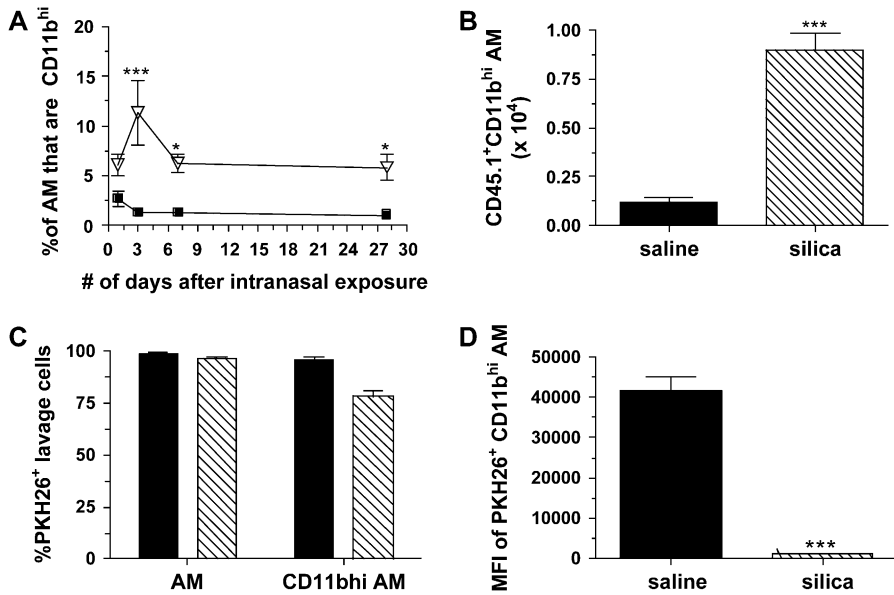 A
%of AM that are CD11b^hi
20
15
10
5
0
***
*
*
0 3 6 9 12 15 18 21 24 27 30
# of days after intranasal exposure
B
CD45.1+CD11b^hi AM
(x 10^4)
1.00
0.75
0.50
0.25
0.00
***
saline silica
C
%PKH26+ lavage cells
100
75
50
25
0
AM CD11bhi AM
D
MFI of PKH26+ CD11b^hi AM
50000
40000
30000
20000
10000
0
***
saline silica